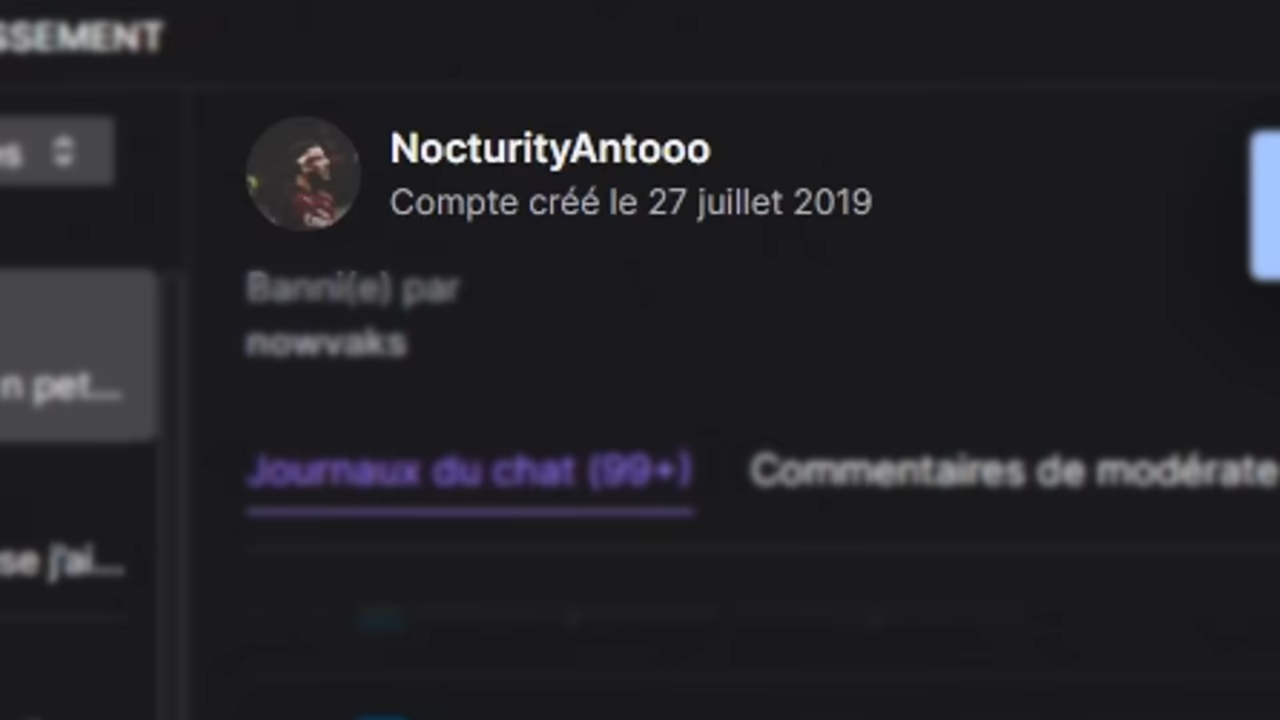 SSEMENT
s
NocturityAntooo
Compte créé le 27 juillet 2019
Banni(e) par
nowvaks
n pet...
Journaux du chat (99+)
Commentaires de modérate
se j'ai...